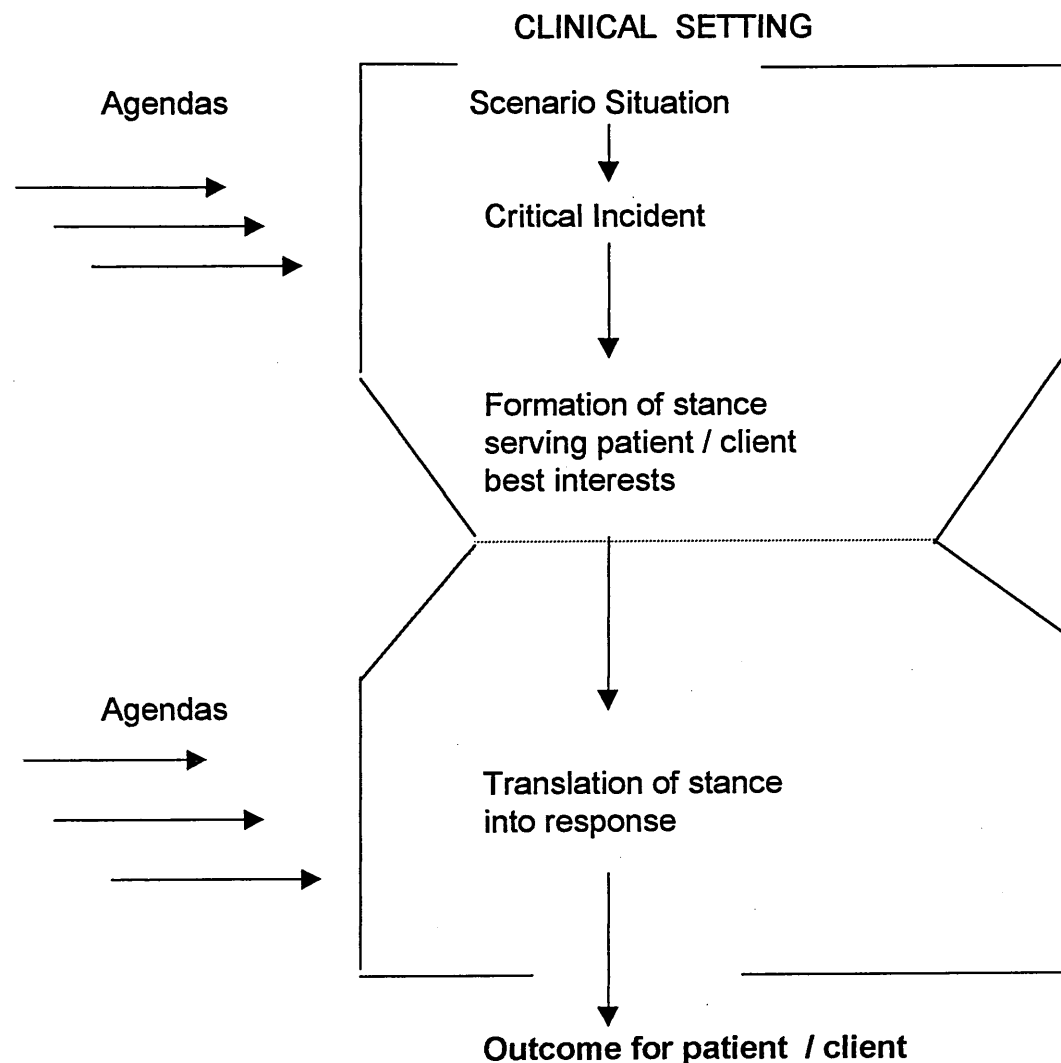 CLINICAL SETTING
Agendas
Scenario Situation
Critical Incident
Formation of stance
serving patient / client
best interests
Agendas
Translation of stance
into response
Outcome for patient / client